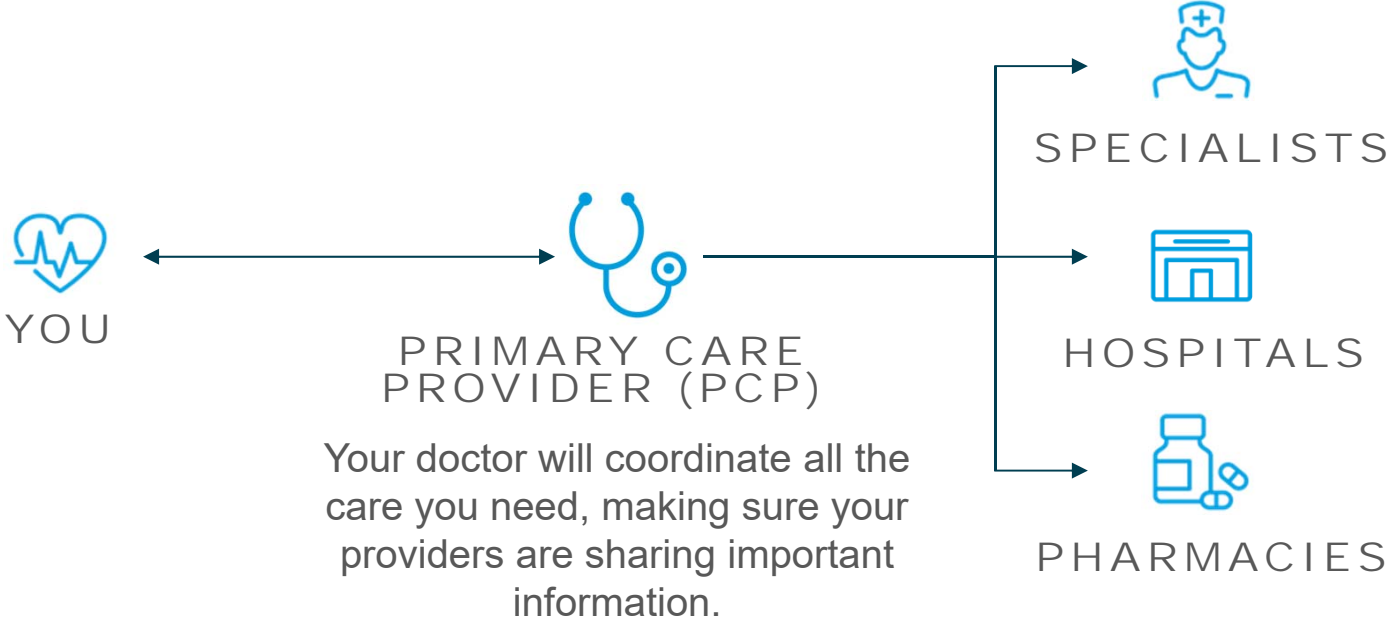 SPECIALISTS
YOU
PRIMARY CARE
PROVIDER (PCP)
HOSPITALS
Your doctor will coordinate all the
care you need, making sure your
providers are sharing important
information.
PHARMACIES